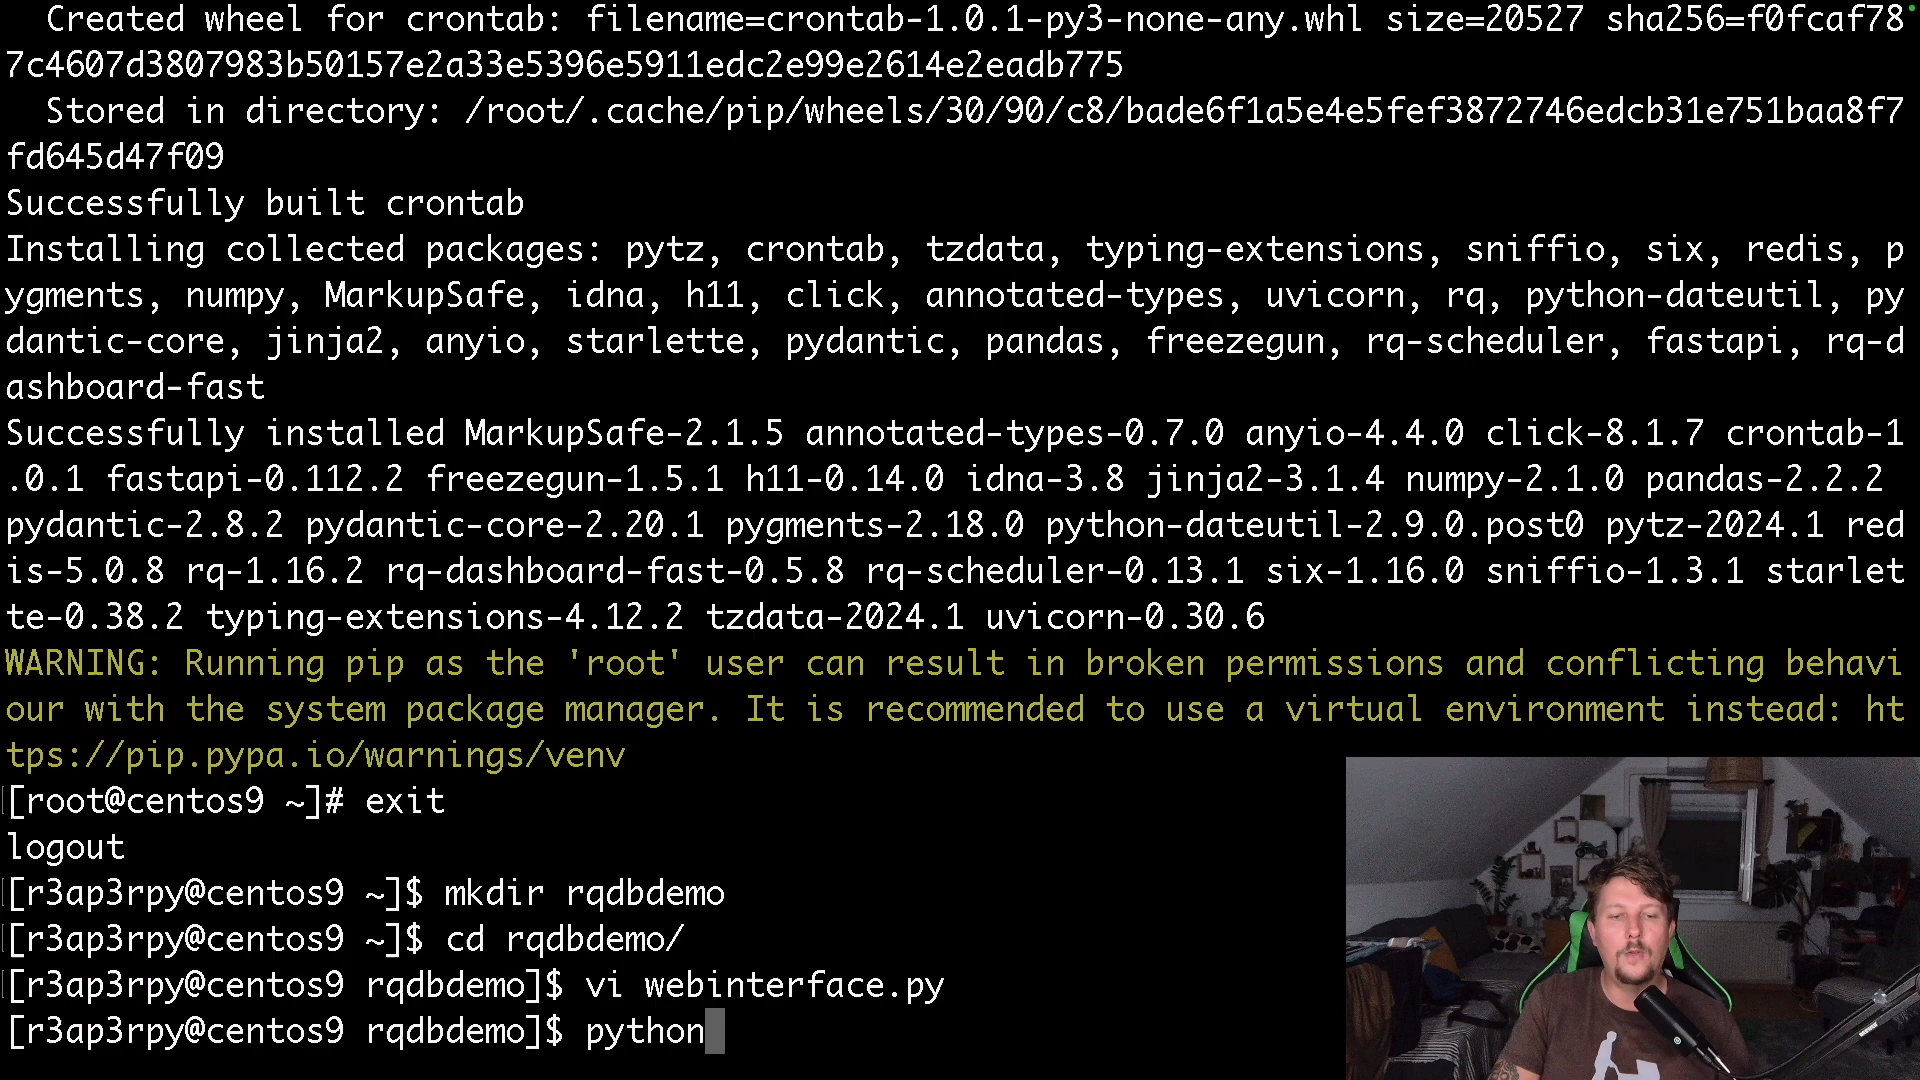 Created wheel for crontab: filename=crontab-1.0.1-py3-none-any.whl size=20527 sha256=f0fcaf78
7c4607d3807983b50157e2a33e5396e5911edc2e99e2614e2eadb775
Stored in directory: /root/.cache/pip/wheels/30/90/c8/bade6f1a5e4e5fef3872746edcb31e751baa8f7
fd645d47f09
Successfully built crontab
Installing collected packages: pytz, crontab, tzdata, typing-extensions, sniffio, six, redis, p
ygments, numpy, MarkupSafe, idna, h11, click, annotated-types, uvicorn, rq, python-dateutil, py
dantic-core, jinja2, anyio, starlette, pydantic, pandas, freezegun, rq-scheduler, fastapi, rq-d
ashboard-fast
Successfully installed MarkupSafe-2.1.5 annotated-types-0.7.0 anyio-4.4.0 click-8.1.7 crontab-1
.0.1 fastapi-0.112.2 freezegun-1.5.1 h11-0.14.0 idna-3.8 jinja2-3.1.4 numpy-2.1.0 pandas-2.2.2
pydantic-2.8.2 pydantic-core-2.20.1 pygments-2.18.0 python-dateutil-2.9.0.post0 pytz-2024.1 red
is-5.0.8 rq-1.16.2 rq-dashboard-fast-0.5.8 rq-scheduler-0.13.1 six-1.16.0 sniffio-1.3.1 starlet
te-0.38.2 typing-extensions-4.12.2 tzdata-2024.1 uvicorn-0.30.6
WARNING: Running pip as the 'root' user can result in broken permissions and conflicting behavi
our with the system package manager. It is recommended to use a virtual environment instead: ht
tps://pip.pypa.io/warnings/venv
[root@centos9 ~]# exit
logout
[r3ap3rpy@centos9 ~]$ mkdir rqdbdemo
[r3ap3rpy@centos9 ~]$ cd rqdbdemo/
[r3ap3rpy@centos9 rqdbdemo]$ vi webinterface.py
[r3ap3rpy@centos9 rqdbdemo]$ python